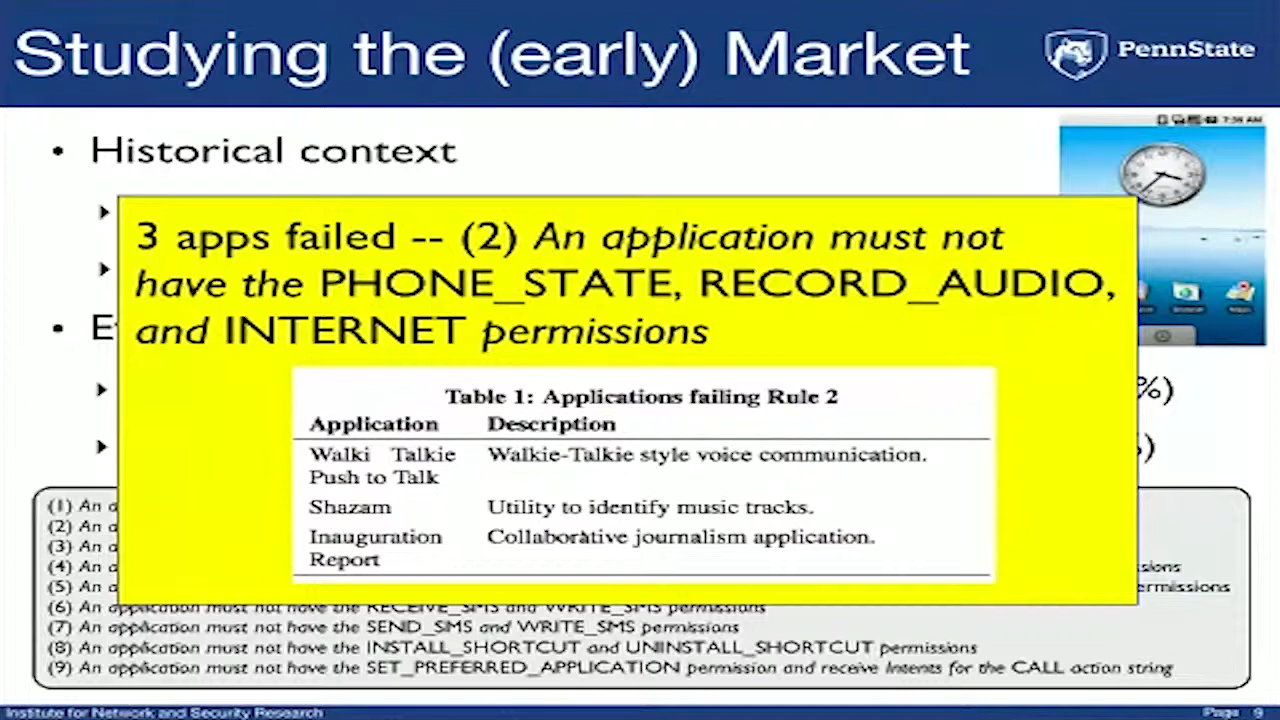 Studying the (early) Market
PennState
7:36 AM
• Historical context
3 apps failed -- (2) An application must not
have the PHONE_STATE, RECORD_AUDIO,
and INTERNET permissions
Table 1: Applications failing Rule 2
Application Description
Walki Talkie Walkie-Talkie style voice communication.
Push to Talk
Shazam Utility to identify music tracks.
Inauguration Collaborative journalism application.
Report
%)
)
(1) An
(2) An
(3) An
(4) An
(5) An
ermissions
(6) An application must not have the RECEIVE_SMS and WRITE_SMS permissions
(7) An application must not have the SEND_SMS and WRITE_SMS permissions
(8) An application must not have the INSTALL_SHORTCUT and UNINSTALL_SHORTCUT permissions
(9) An application must not have the SET_PREFERRED_APPLICATION permission and receive Intents for the CALL action string
Institute for Network and Security Research
Page 9